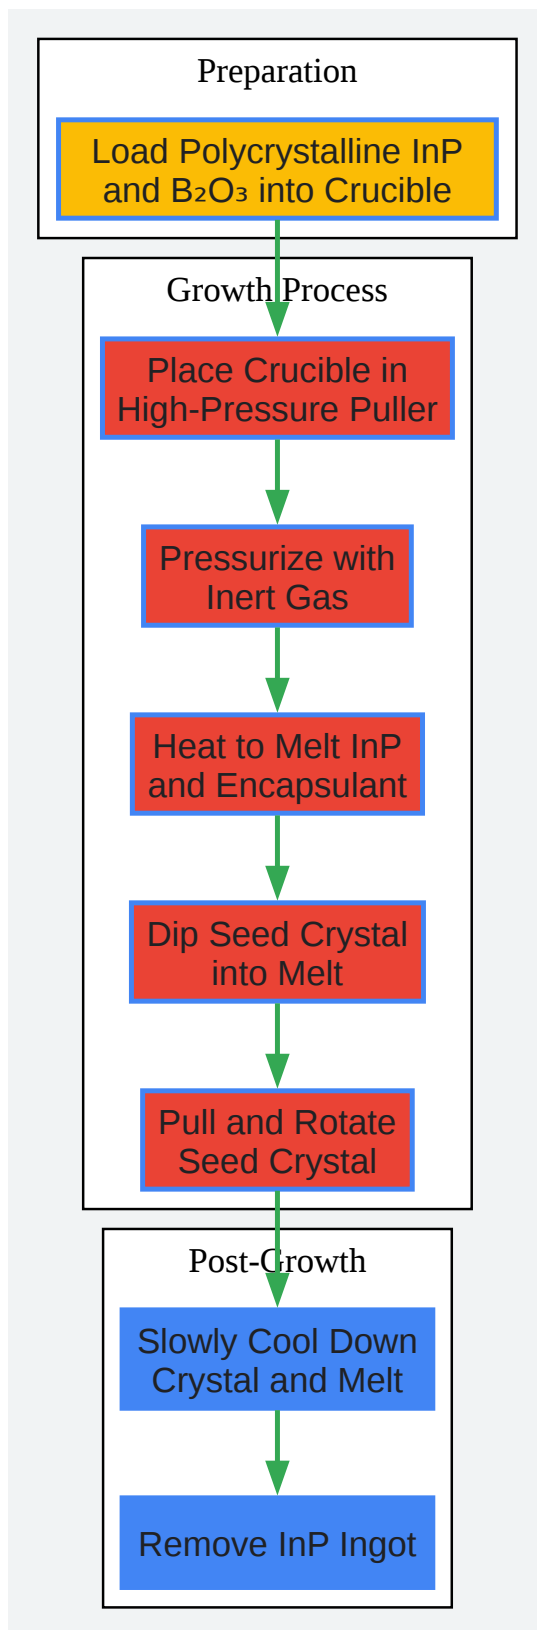 Preparation
Load Polycrystalline InP
and B₂O₃ into Crucible
Growth Process
Place Crucible in
High-Pressure Puller
Pressurize with
Inert Gas
Heat to Melt InP
and Encapsulant
Dip Seed Crystal
into Melt
Pull and Rotate
Seed Crystal
Post-Growth
Slowly Cool Down
Crystal and Melt
Remove InP Ingot